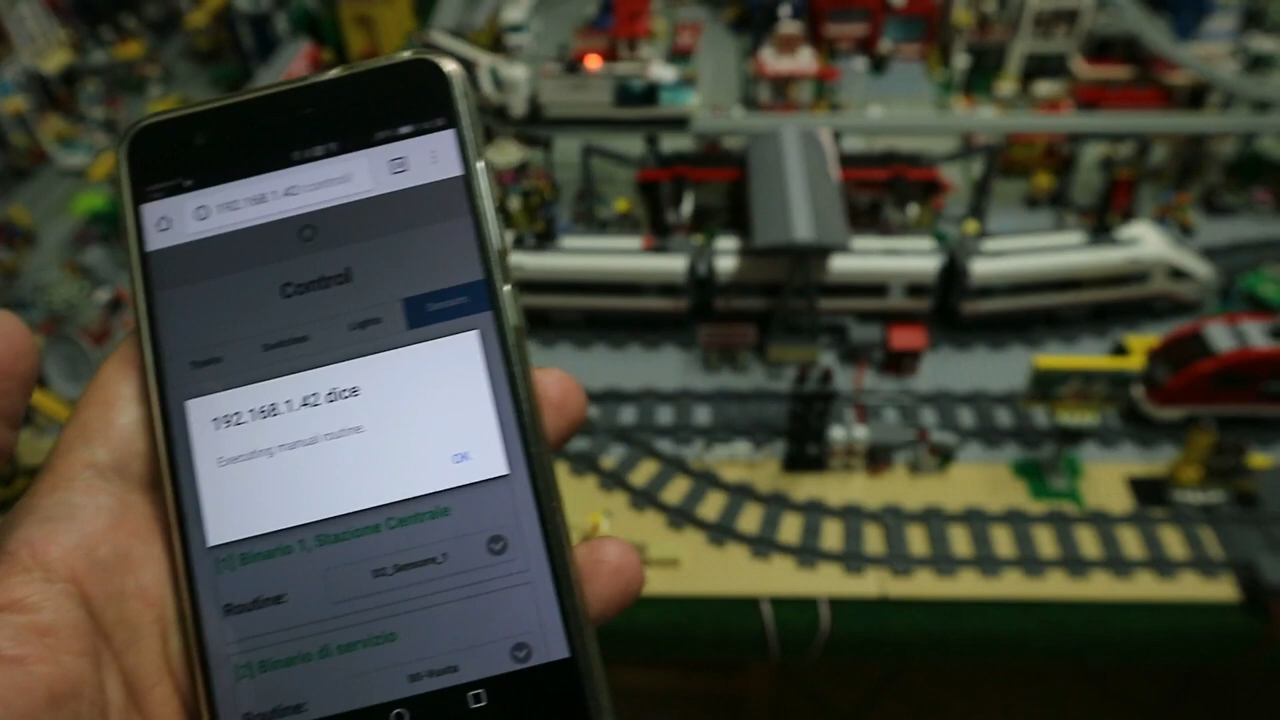 192.168.1.42/control/
Control
Trains Switches Lights Sensors
192.168.1.42 dice
Executing manual routine.
OK
[1] Binario 1, Stazione Centrale
Routine:
[2] Binario di servizio
Routine: